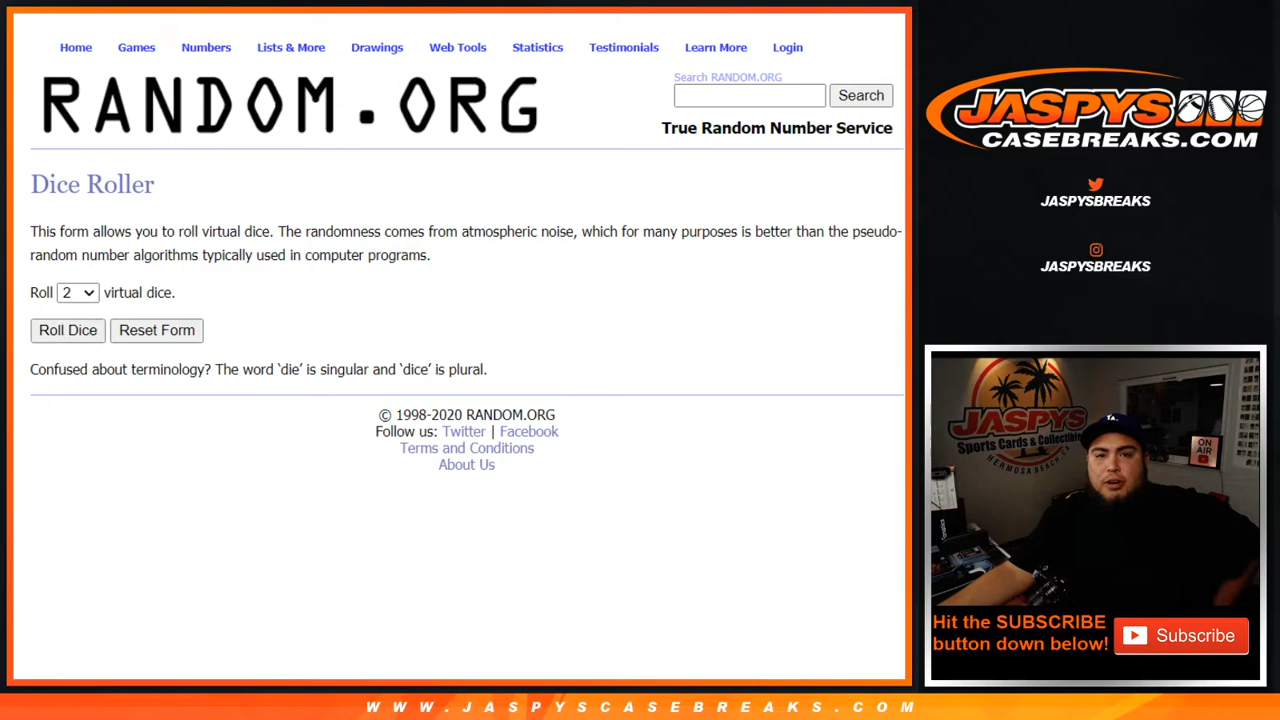 Home Games Numbers Lists & More Drawings Web Tools Statistics Testimonials Learn More Login
RANDOM.ORG
Search RANDOM.ORG
Search
True Random Number Service
Dice Roller
This form allows you to roll virtual dice. The randomness comes from atmospheric noise, which for many purposes is better than the pseudo-
random number algorithms typically used in computer programs.
Roll 2 virtual dice.
Roll Dice Reset Form
Confused about terminology? The word ‘die’ is singular and ‘dice’ is plural.
© 1998-2020 RANDOM.ORG
Follow us: Twitter | Facebook
Terms and Conditions
About Us
JASPYS
CASEBREAKS.COM
JASPYSBREAKS
JASPYSBREAKS
JASPYS
Sports Cards & Collectibles
HERMOSA BEACH, CA
ON
AIR
LA
Hit the SUBSCRIBE
button down below!
Subscribe
WWW.JASPYSCASEBREAKS.COM